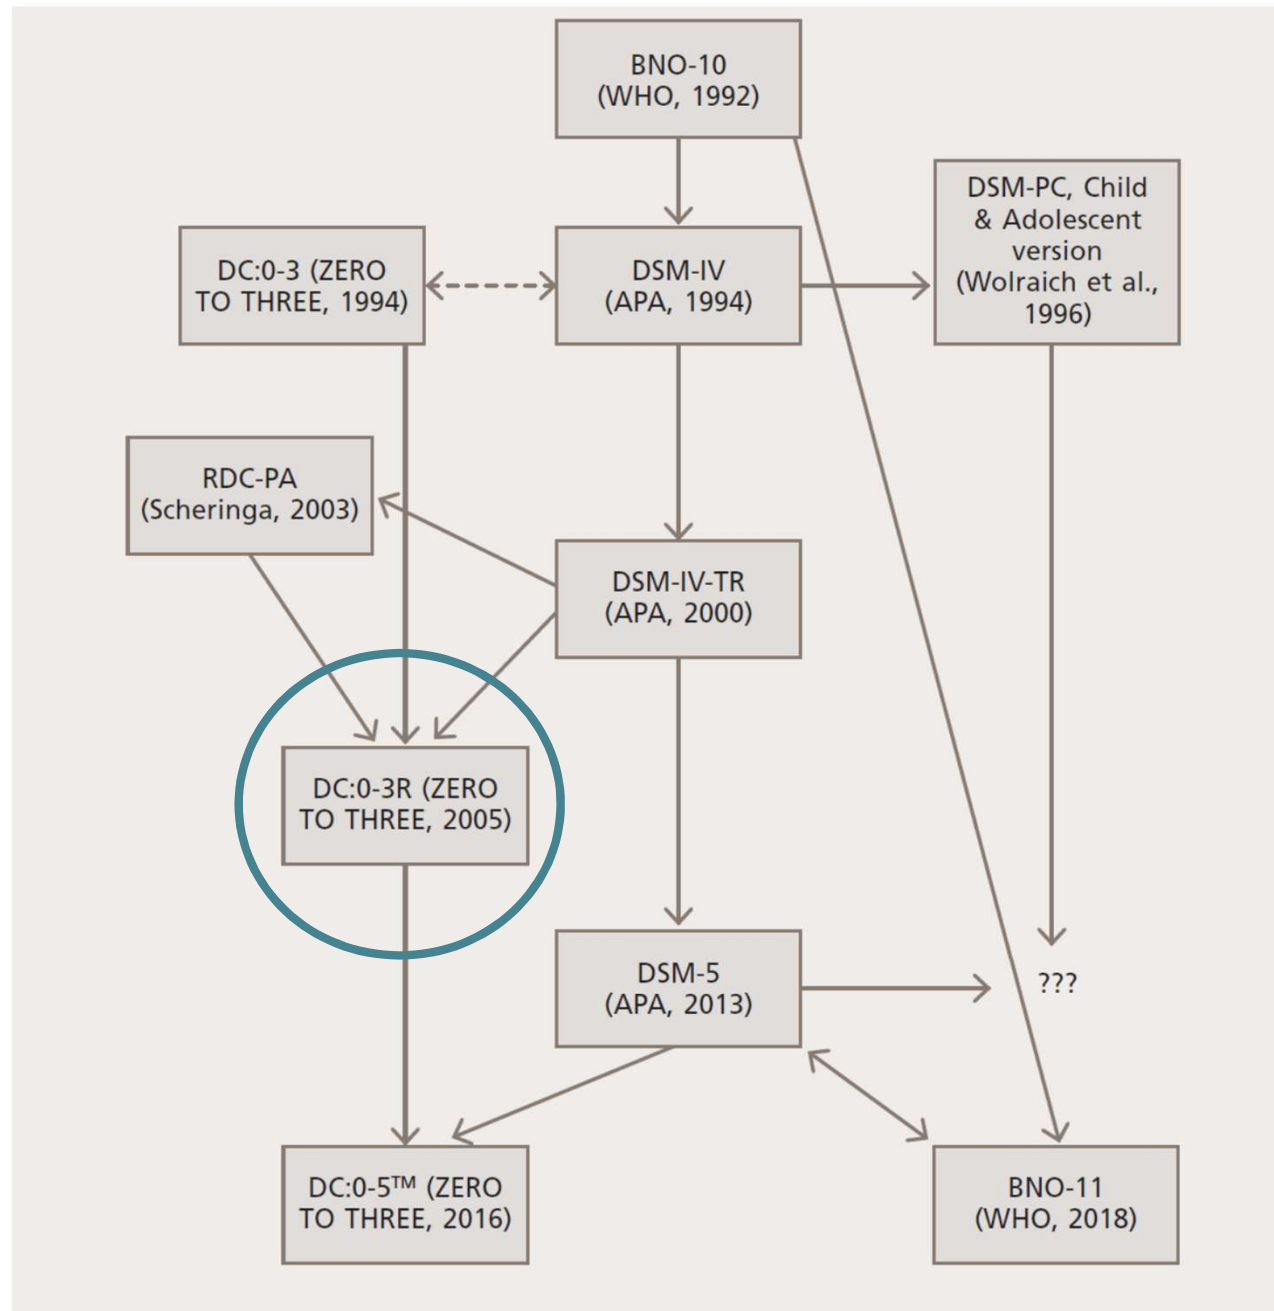 BNO-10
(WHO, 1992)
DSM-PC, Child
& Adolescent
version
(Wolraich et al.,
1996)
DC:0-3 (ZERO
TO THREE, 1994)
DSM-IV
(APA, 1994)
RDC-PA
(Scheringa, 2003)
DSM-IV-TR
(APA, 2000)
DC:0-3R (ZERO
TO THREE, 2005)
DSM-5
(APA, 2013)
???
DC:0-5™ (ZERO
TO THREE, 2016)
BNO-11
(WHO, 2018)